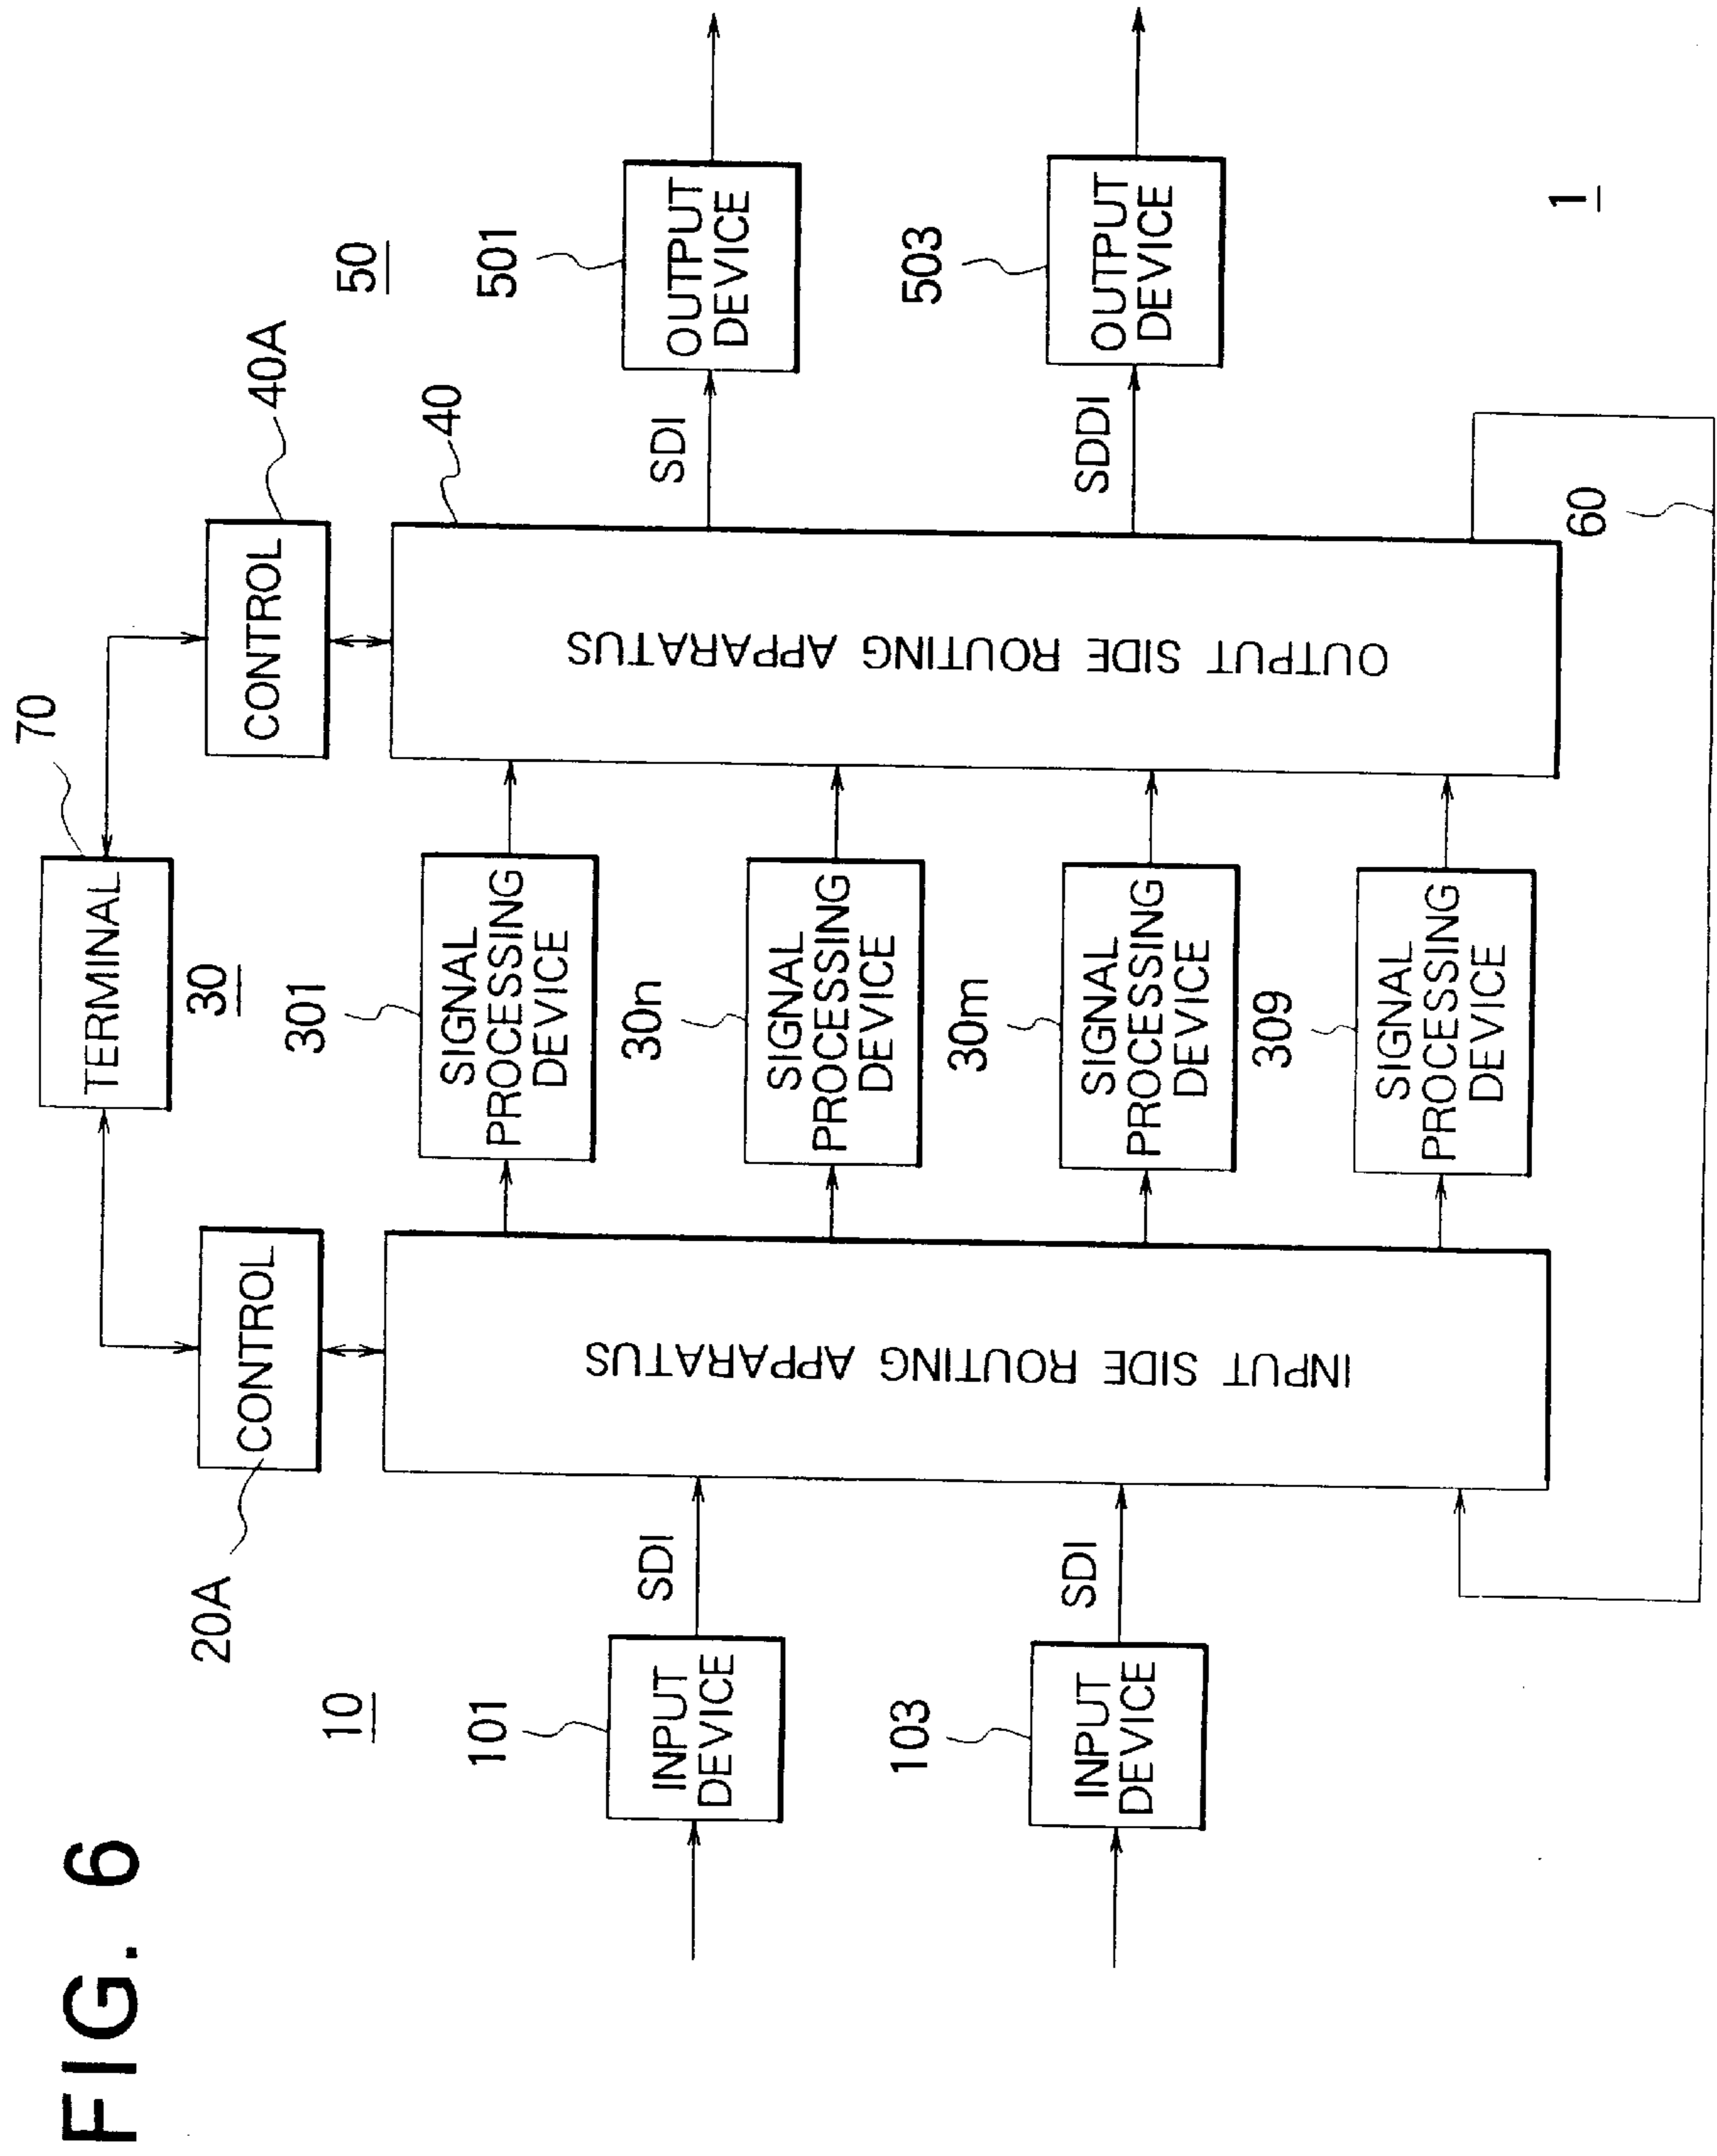 FIG. 6
70
TERMINAL
20A
CONTROL
30
CONTROL
40A
10
301
SIGNAL
PROCESSING
DEVICE
40
50
101
INPUT
DEVICE
SDI
30n
SIGNAL
PROCESSING
DEVICE
SDI
501
OUTPUT
DEVICE
INPUT SIDE ROUTING APPARATUS
OUTPUT SIDE ROUTING APPARATUS
103
INPUT
DEVICE
SDI
30m
SIGNAL
PROCESSING
DEVICE
SDDI
503
OUTPUT
DEVICE
309
SIGNAL
PROCESSING
DEVICE
60
1